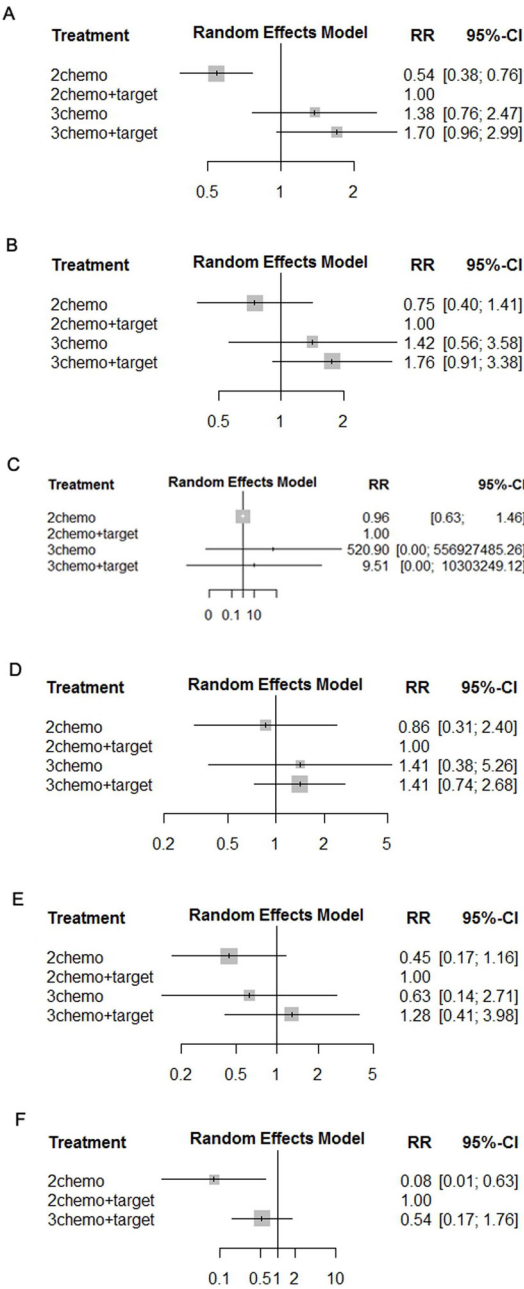 A
Treatment Random Effects Model RR 95%-CI
2chemo 0.54 [0.38; 0.76]
2chemo+target 1.00
3chemo 1.38 [0.76; 2.47]
3chemo+target 1.70 [0.96; 2.99]
0.5 1 2
B
Treatment Random Effects Model RR 95%-CI
2chemo 0.75 [0.40; 1.41]
2chemo+target 1.00
3chemo 1.42 [0.56; 3.58]
3chemo+target 1.76 [0.91; 3.38]
0.5 1 2
C
Treatment Random Effects Model RR 95%-CI
2chemo 0.96 [0.63; 1.46]
2chemo+target 1.00
3chemo 520.90 [0.00; 556927485.26]
3chemo+target 9.51 [0.00; 10303249.12]
0 0.1 10
D
Treatment Random Effects Model RR 95%-CI
2chemo 0.86 [0.31; 2.40]
2chemo+target 1.00
3chemo 1.41 [0.38; 5.26]
3chemo+target 1.41 [0.74; 2.68]
0.2 0.5 1 2 5
E
Treatment Random Effects Model RR 95%-CI
2chemo 0.45 [0.17; 1.16]
2chemo+target 1.00
3chemo 0.63 [0.14; 2.71]
3chemo+target 1.28 [0.41; 3.98]
0.2 0.5 1 2 5
F
Treatment Random Effects Model RR 95%-CI
2chemo 0.08 [0.01; 0.63]
2chemo+target 1.00
3chemo+target 0.54 [0.17; 1.76]
0.1 0.5 1 2 10